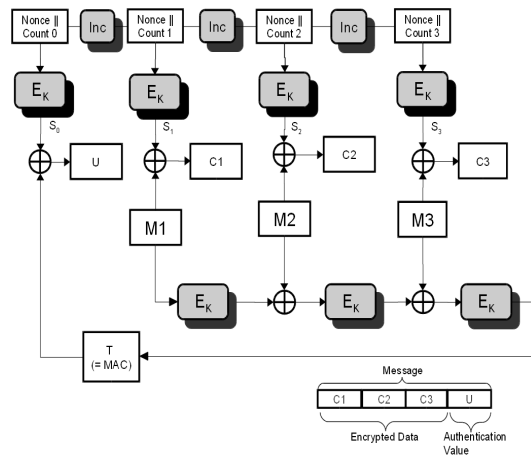 Nonce ||
Count 0
Inc
Nonce ||
Count 1
Inc
Nonce ||
Count 2
Inc
Nonce ||
Count 3
EK
EK
EK
EK
S0
S1
S2
S3
U
C1
C2
C3
M1
M2
M3
EK
EK
EK
T
(= MAC)
Message
C1 C2 C3 U
Encrypted Data
Authentication
Value